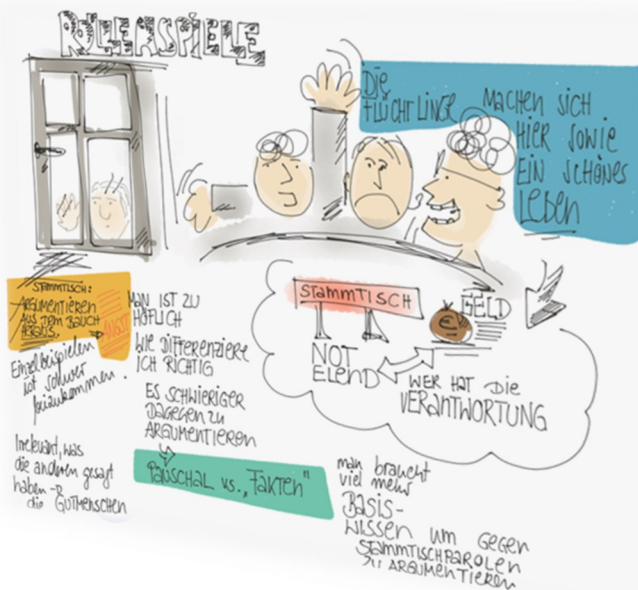 ROLLENSPIELE
DIE
FLÜCHTLINGE MACHEN SICH
HIER SOWIE
EIN SCHÖNES
LEBEN
STAMMTISCH:
ARGUMENTIEREN
AUS DEM BAUCH
HERAUS.
ANGST
Einzelbeispielen
ist schwer
beizukommen.
Irrelevant, was
die anderen gesagt
haben →
die GUTMENSCHEN
MAN IST ZU
HÖFLICH
WIE DIFFERENZIERE
ICH RICHTIG
ES SCHWIERIGER
DAGEGEN ZU
ARGUMENTIEREN
PAUSCHAL vs. „FAKTEN"
STAMMTISCH
GELD
€
NOT
ELEND
WER HAT DIE
VERANTWORTUNG
man braucht
viel mehr
BASIS-
WISSEN UM GEGEN
STAMMTISCHPAROLEN
ZU ARGUMENTIEREN